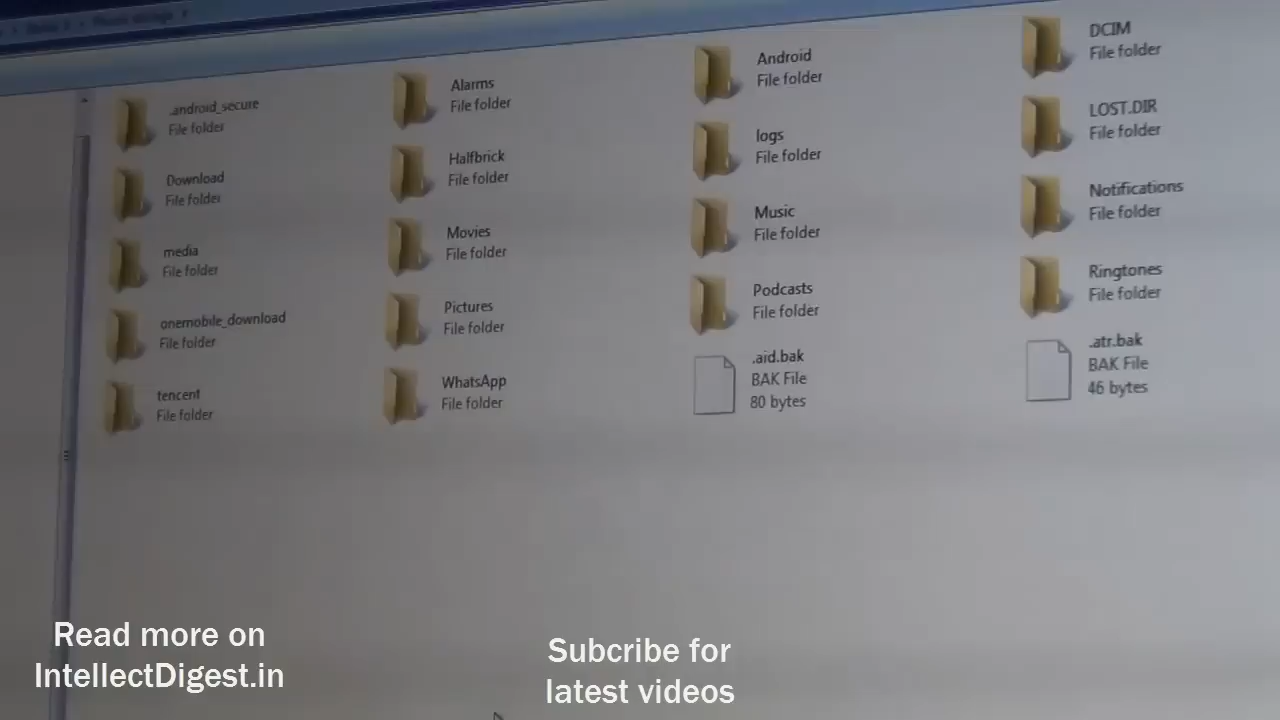 .android_secure
File folder
Alarms
File folder
Android
File folder
DCIM
File folder
Download
File folder
Halfbrick
File folder
logs
File folder
LOST.DIR
File folder
media
File folder
Movies
File folder
Music
File folder
Notifications
File folder
onemobile_download
File folder
Pictures
File folder
Podcasts
File folder
Ringtones
File folder
tencent
File folder
WhatsApp
File folder
.aid.bak
BAK File
80 bytes
.atr.bak
BAK File
46 bytes
Read more on
IntellectDigest.in
Subcribe for
latest videos